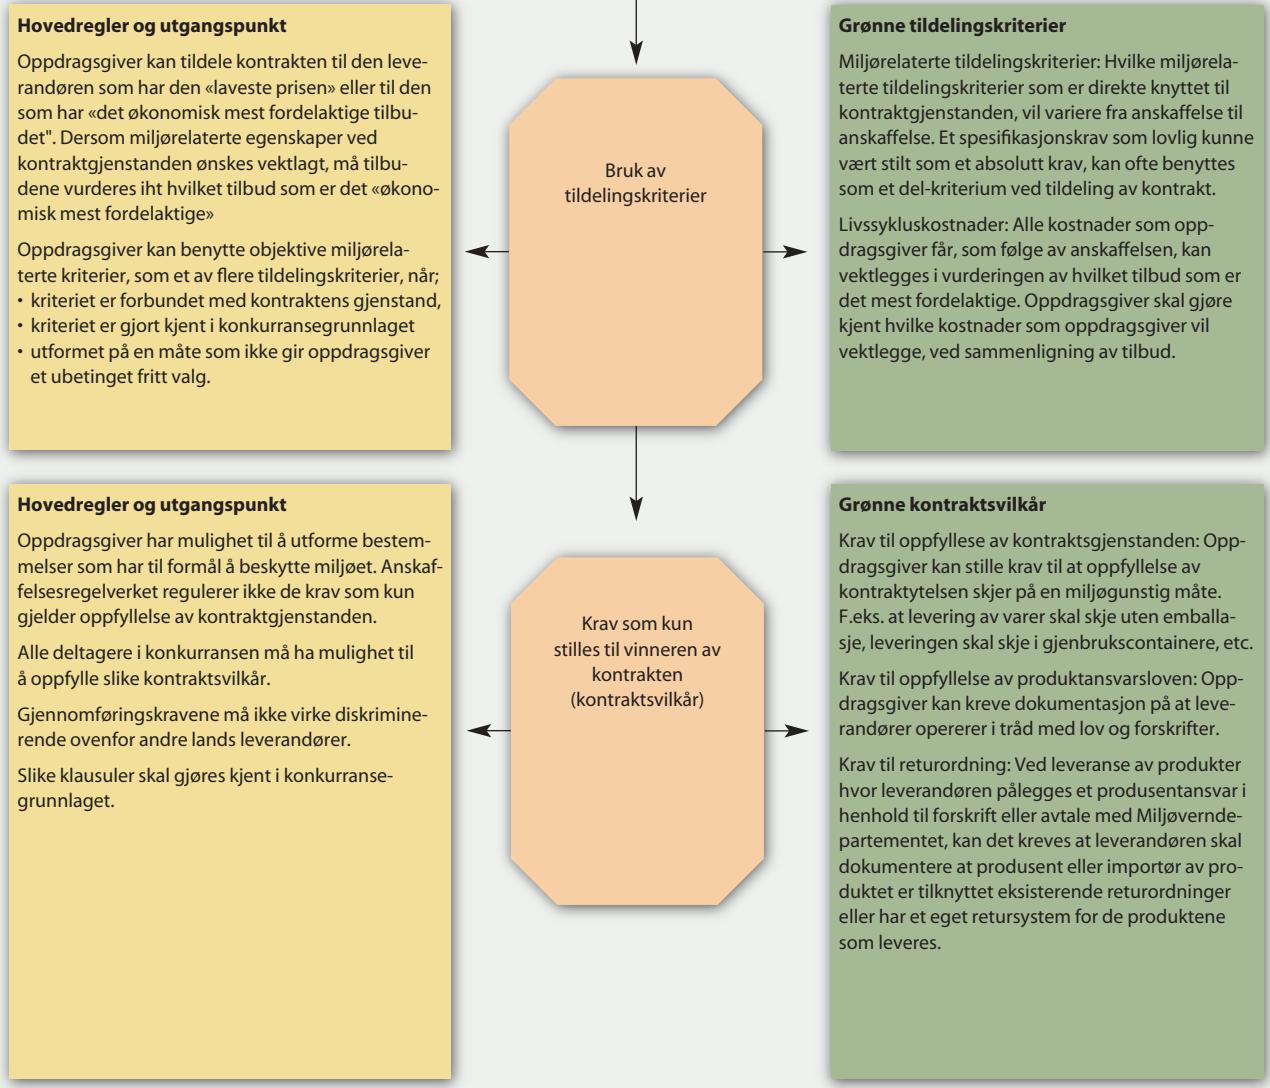 Hovedregler og utgangspunkt
Oppdragsgiver kan tildele kontrakten til den leve-
randøren som har den «laveste prisen» eller til den
som har «det økonomisk mest fordelaktige tilbu-
det". Dersom miljørelaterte egenskaper ved
kontraktgjenstanden ønskes vektlagt, må tilbu-
dene vurderes iht hvilket tilbud som er det «økono-
misk mest fordelaktige»
Oppdragsgiver kan benytte objektive miljørela-
terte kriterier, som et av flere tildelingskriterier, når;
• kriteriet er forbundet med kontraktens gjenstand,
• kriteriet er gjort kjent i konkurransegrunnlaget
• utformet på en måte som ikke gir oppdragsgiver
et ubetinget fritt valg.
Bruk av
tildelingskriterier
Grønne tildelingskriterier
Miljørelaterte tildelingskriterier: Hvilke miljørela-
terte tildelingskriterier som er direkte knyttet til
kontraktgjenstanden, vil variere fra anskaffelse til
anskaffelse. Et spesifikasjonskrav som lovlig kunne
vært stilt som et absolutt krav, kan ofte benyttes
som et del-kriterium ved tildeling av kontrakt.
Livssykluskostnader: Alle kostnader som opp-
dragsgiver får, som følge av anskaffelsen, kan
vektlegges i vurderingen av hvilket tilbud som er
det mest fordelaktige. Oppdragsgiver skal gjøre
kjent hvilke kostnader som oppdragsgiver vil
vektlegge, ved sammenligning av tilbud.
Hovedregler og utgangspunkt
Oppdragsgiver har mulighet til å utforme bestem-
melser som har til formål å beskytte miljøet. Anskaf-
felsesregelverket regulerer ikke de krav som kun
gjelder oppfyllelse av kontraktgjenstanden.
Alle deltagere i konkurransen må ha mulighet til
å oppfylle slike kontraktsvilkår.
Gjennomføringskravene må ikke virke diskrimine-
rende ovenfor andre lands leverandører.
Slike klausuler skal gjøres kjent i konkurranse-
grunnlaget.
Krav som kun
stilles til vinneren av
kontrakten
(kontraktsvilkår)
Grønne kontraktsvilkår
Krav til oppfyllese av kontraktsgjenstanden: Opp-
dragsgiver kan stille krav til at oppfyllelse av
kontraktytelsen skjer på en miljøgunstig måte.
F.eks. at levering av varer skal skje uten emballa-
sje, leveringen skal skje i gjenbrukscontainere, etc.
Krav til oppfyllelse av produktansvarsloven: Opp-
dragsgiver kan kreve dokumentasjon på at leve-
randører opererer i tråd med lov og forskrifter.
Krav til returordning: Ved leveranse av produkter
hvor leverandøren pålegges et produsentansvar i
henhold til forskrift eller avtale med Miljøvernde-
partementet, kan det kreves at leverandøren skal
dokumentere at produsent eller importør av pro-
duktet er tilknyttet eksisterende returordninger
eller har et eget retursystem for de produktene
som leveres.